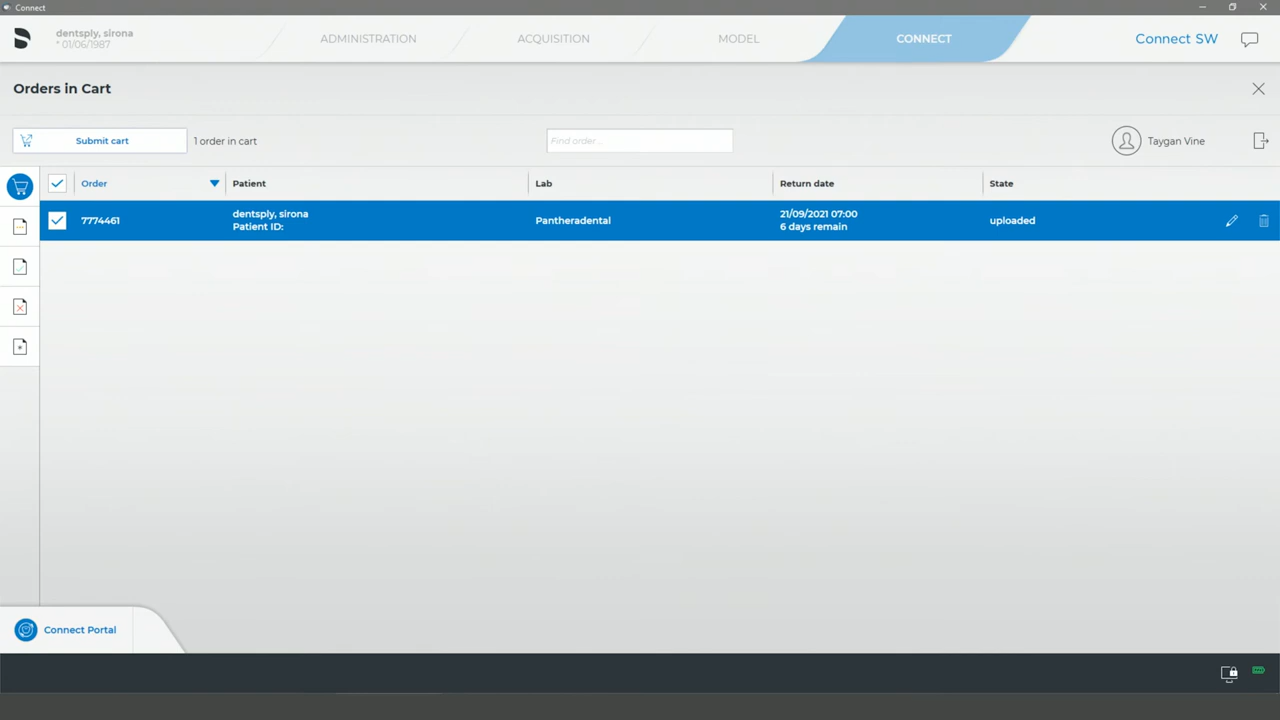 Connect
dentsply, sirona
* 01/06/1987
ADMINISTRATION
ACQUISITION
MODEL
CONNECT
Connect SW
Orders in Cart
Submit cart
1 order in cart
Find order ...
Taygan Vine
Order
Patient
Lab
Return date
State
7774461
dentsply, sirona
Patient ID:
Pantheradental
21/09/2021 07:00
6 days remain
uploaded
Connect Portal